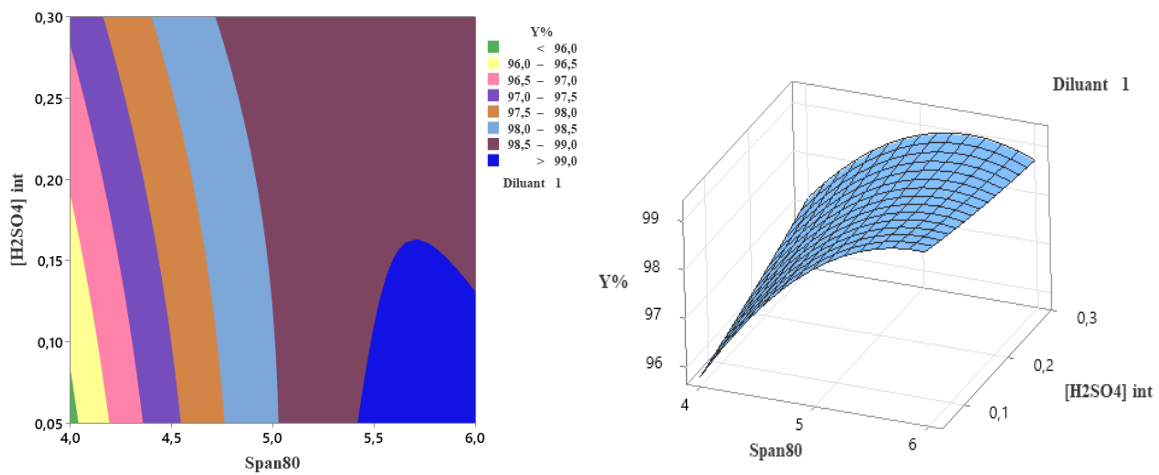 Y%
< 96,0
96,0 – 96,5
96,5 – 97,0
97,0 – 97,5
97,5 – 98,0
98,0 – 98,5
98,5 – 99,0
> 99,0
Diluant 1
0,30
0,25
0,20
0,15
0,10
0,05
[H2SO4] int
4,0
4,5
5,0
5,5
6,0
Span80
Diluant 1
99
98
97
96
Y%
4
5
6
Span80
0,3
0,2
0,1
[H2SO4] int